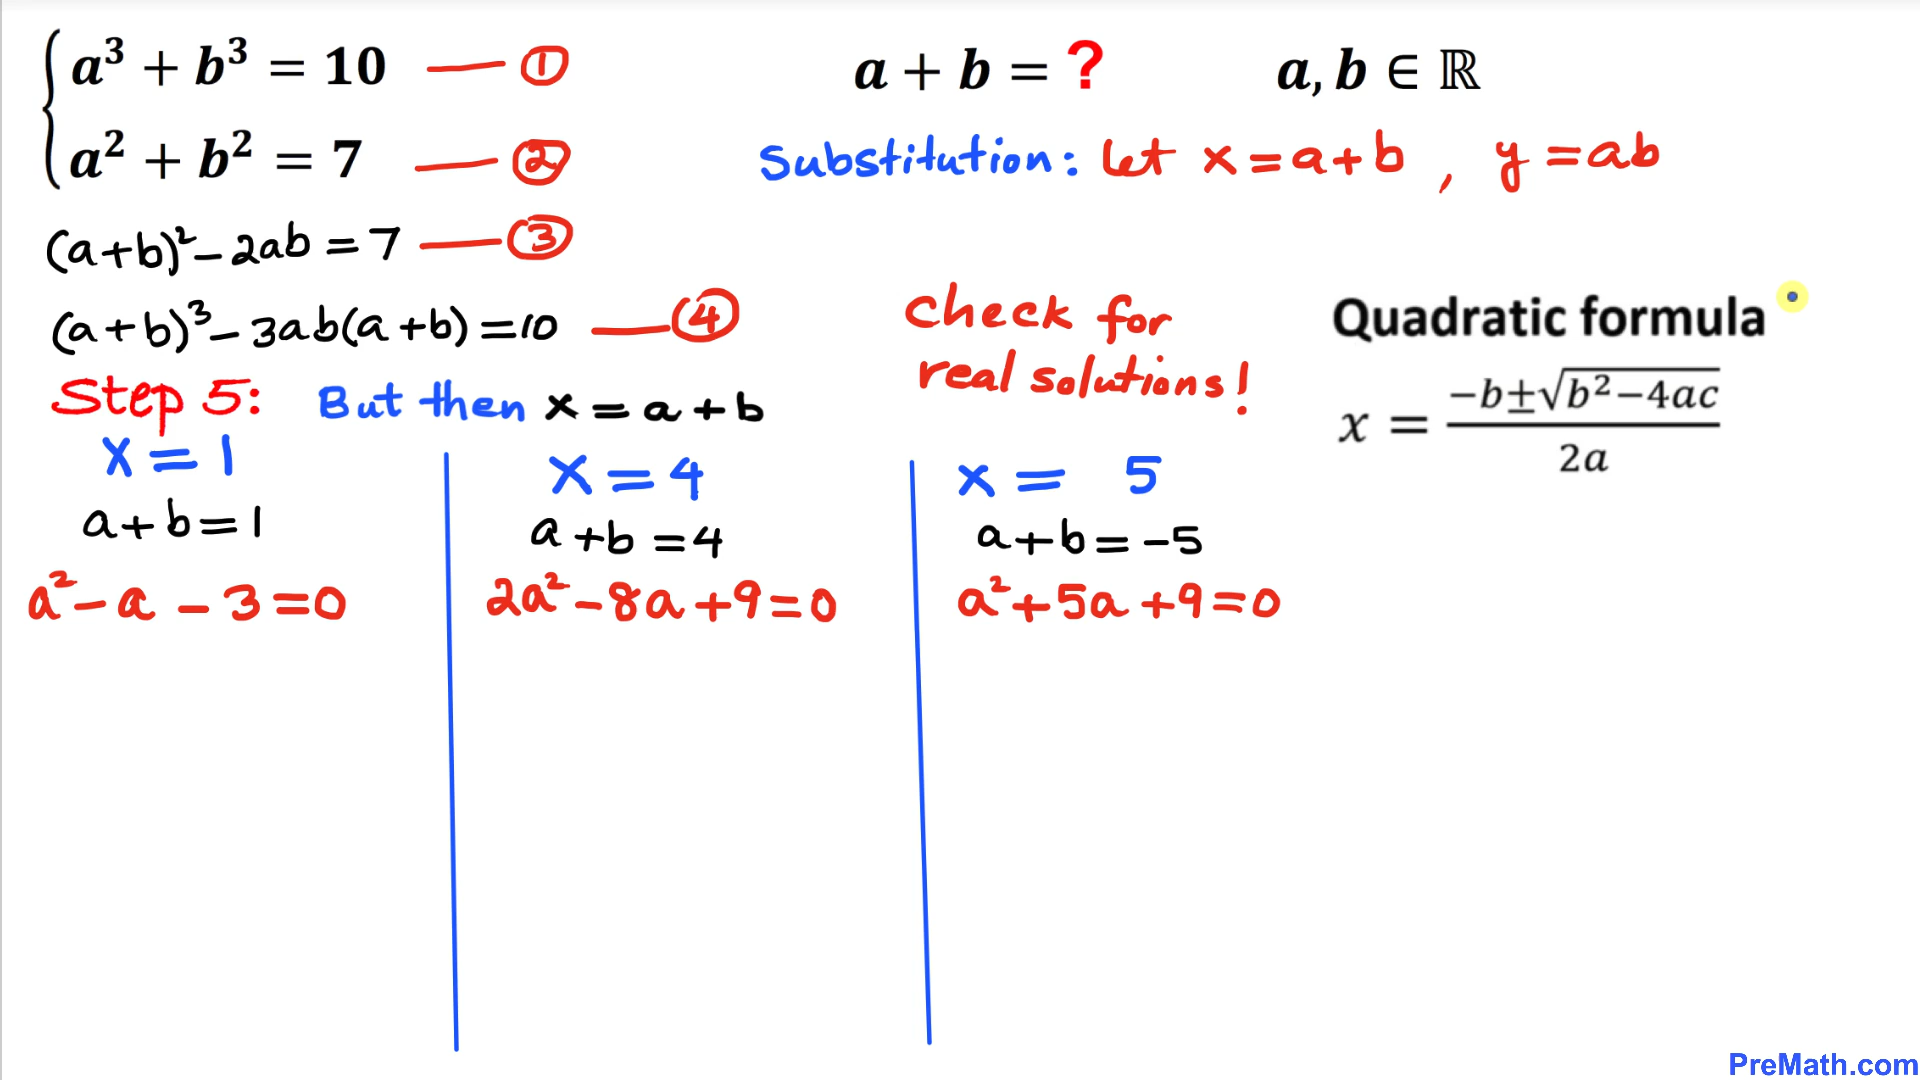 a³ + b³ = 10 — ① a + b = ? a, b ∈ ℝ
a² + b² = 7 — ② Substitution: let x = a+b , y = ab
(a+b)² – 2ab = 7 — ③
(a+b)³ – 3ab(a+b) = 10 — ④
check for
real solutions!
Quadratic formula
x = (-b±√(b²-4ac))/(2a)
Step 5: But then x = a + b
x = 1
a+b = 1
a² – a – 3 = 0
x = 4
a+b = 4
2a² – 8a + 9 = 0
x = 5
a+b = -5
a² + 5a + 9 = 0
PreMath.com